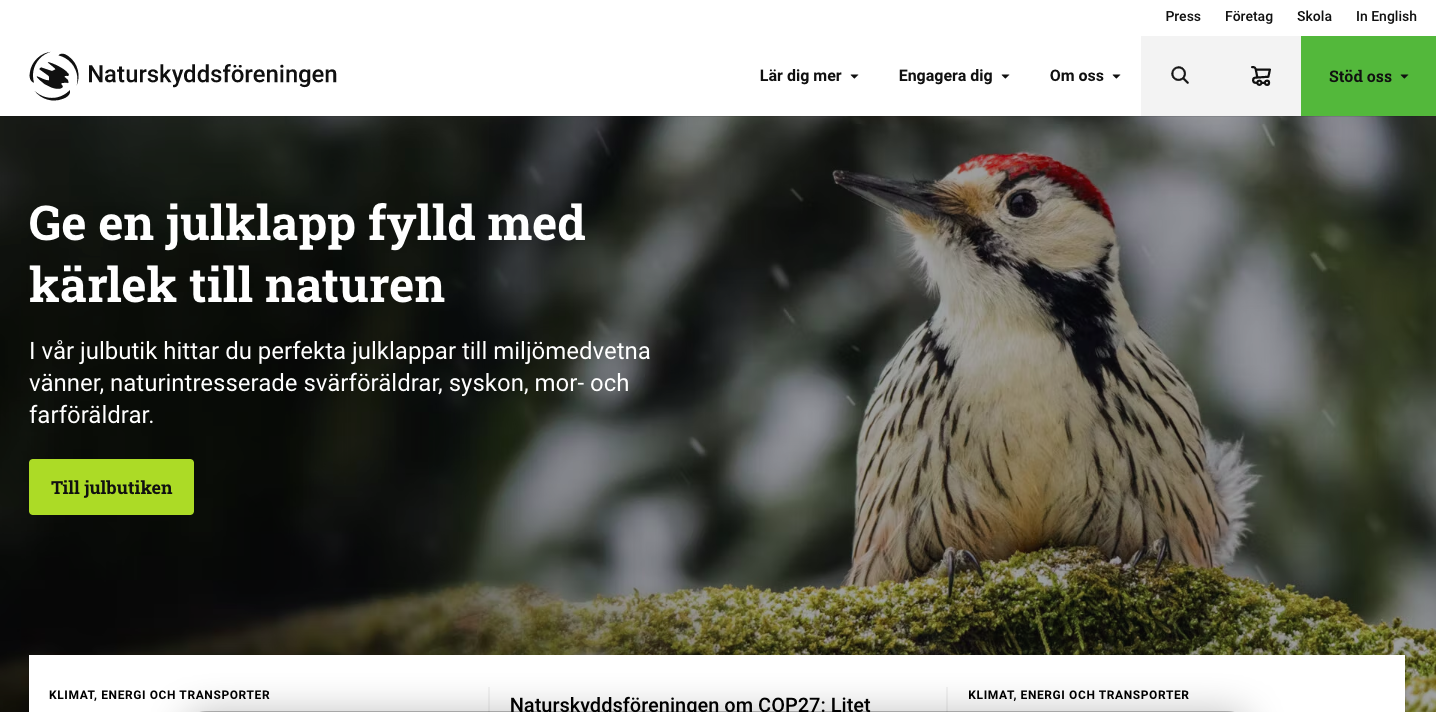 Press Företag Skola In English
Naturskyddsföreningen
Lär dig mer Engagera dig Om oss Stöd oss
Ge en julklapp fylld med
kärlek till naturen
I vår julbutik hittar du perfekta julklappar till miljömedvetna
vänner, naturintresserade svärföräldrar, syskon, mor- och
farföräldrar.
Till julbutiken
KLIMAT, ENERGI OCH TRANSPORTER
Naturskyddsföreningen om COP27: Litet
KLIMAT, ENERGI OCH TRANSPORTER